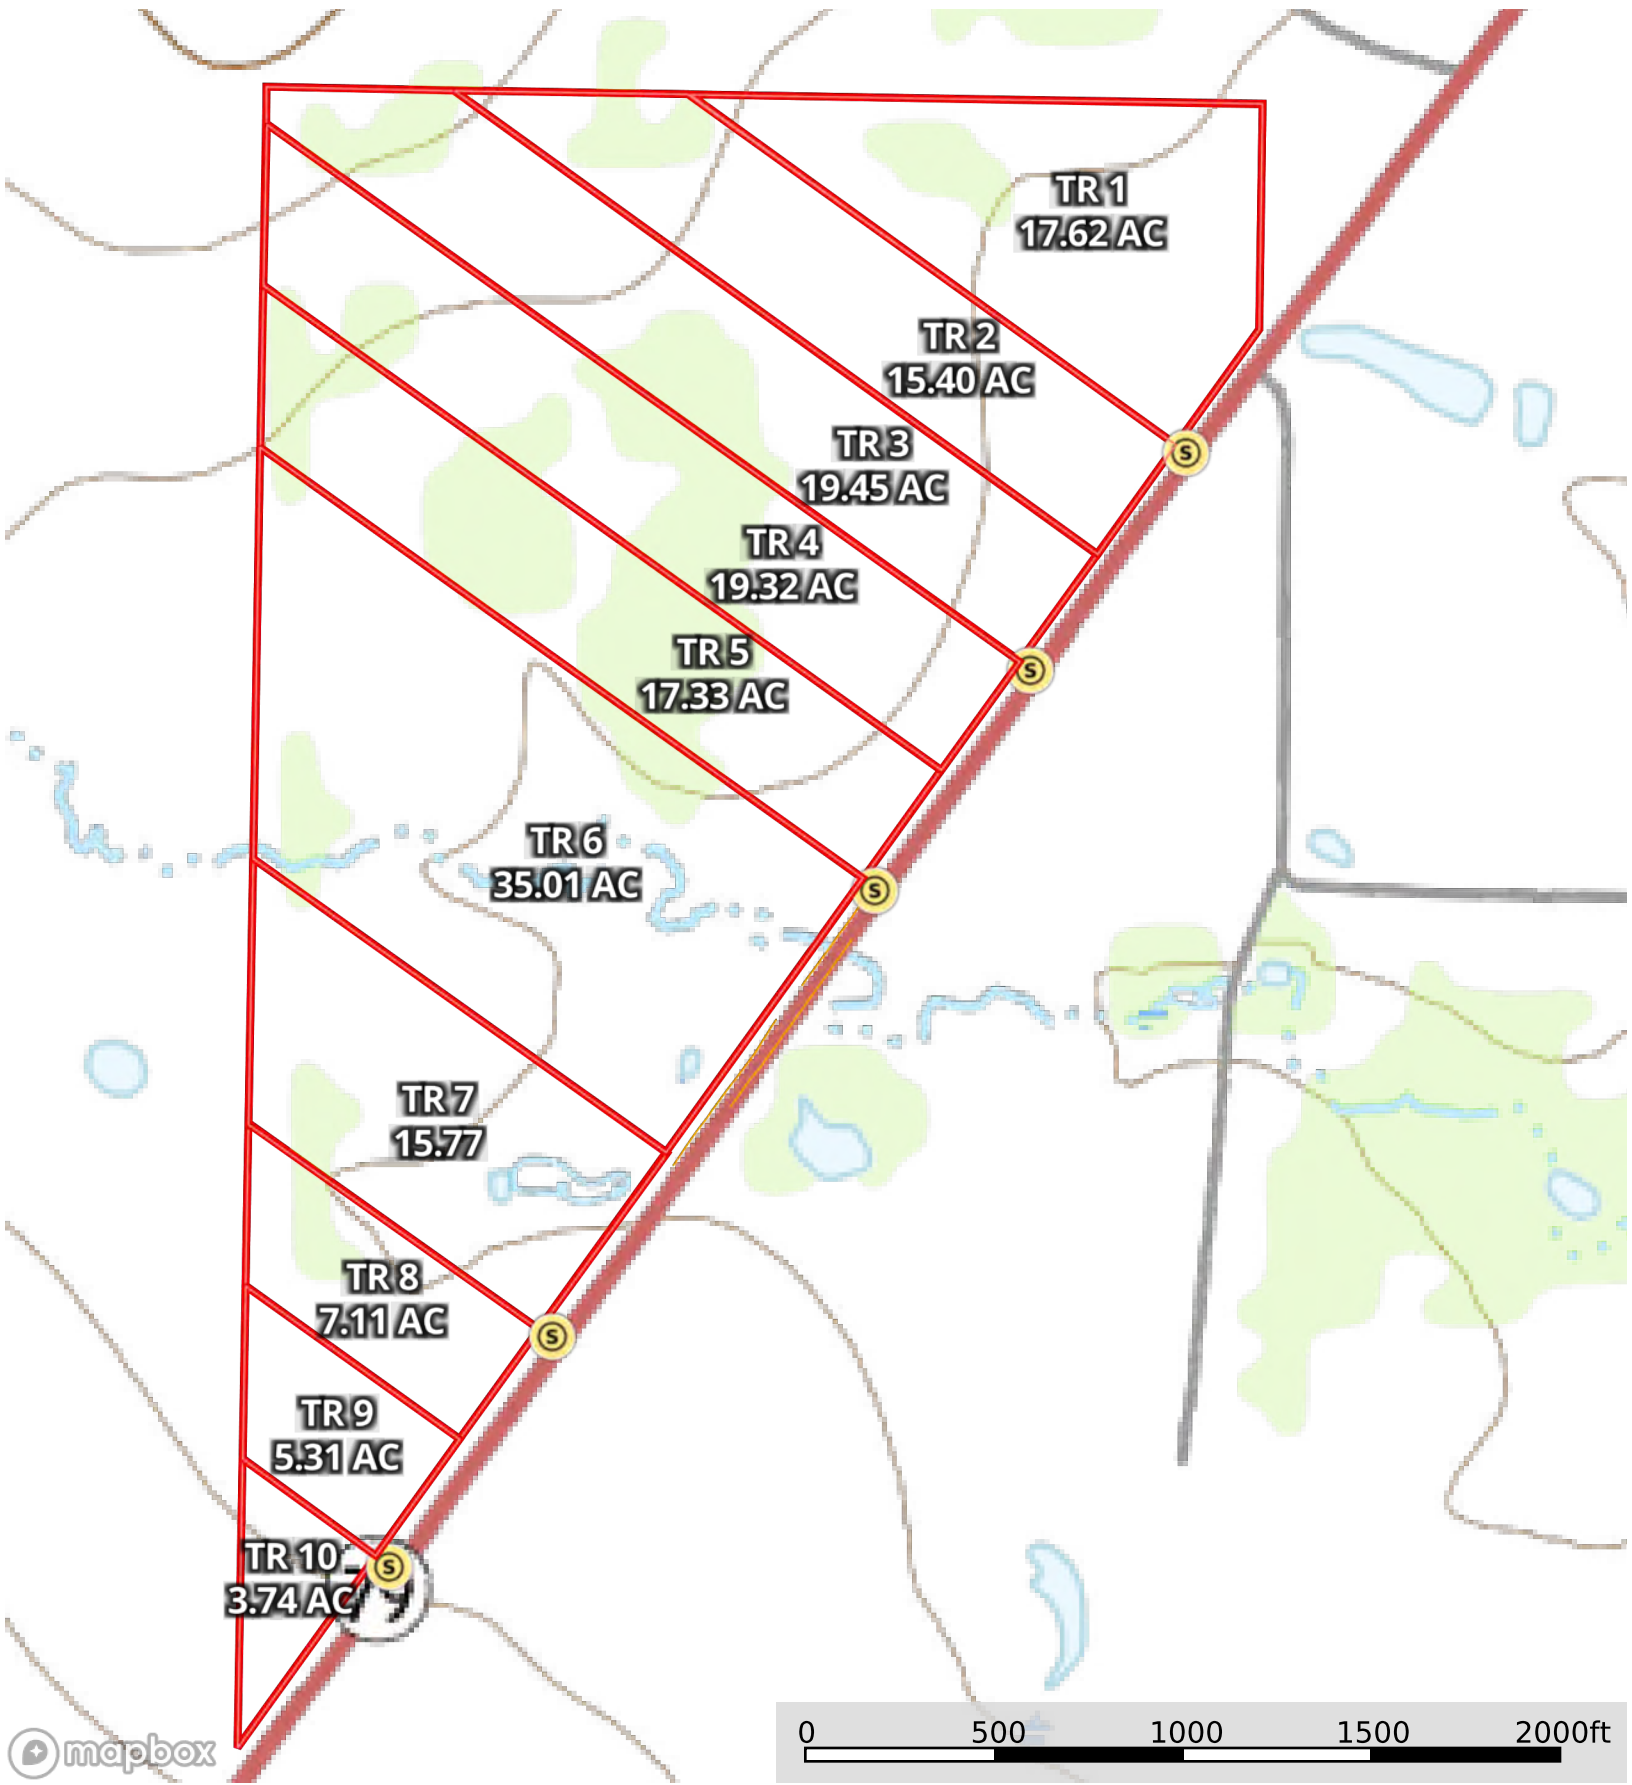 TR 1
17.62 AC
TR 2
15.40 AC
TR 3
19.45 AC
TR 4
19.32 AC
TR 5
17.33 AC
TR 6
35.01 AC
TR 7
15.77
TR 8
7.11 AC
TR 9
5.31 AC
TR 10
3.74 AC
S
S
S
S
S
79
mapbox
0 500 1000 1500 2000ft